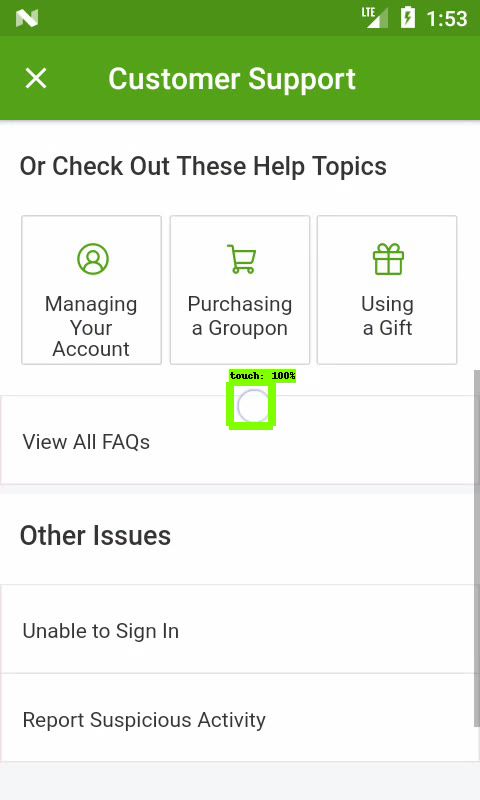 LTE 1:53
Customer Support
Or Check Out These Help Topics
Managing
Your
Account
Purchasing
a Groupon
Using
a Gift
touch: 100%
View All FAQs
Other Issues
Unable to Sign In
Report Suspicious Activity